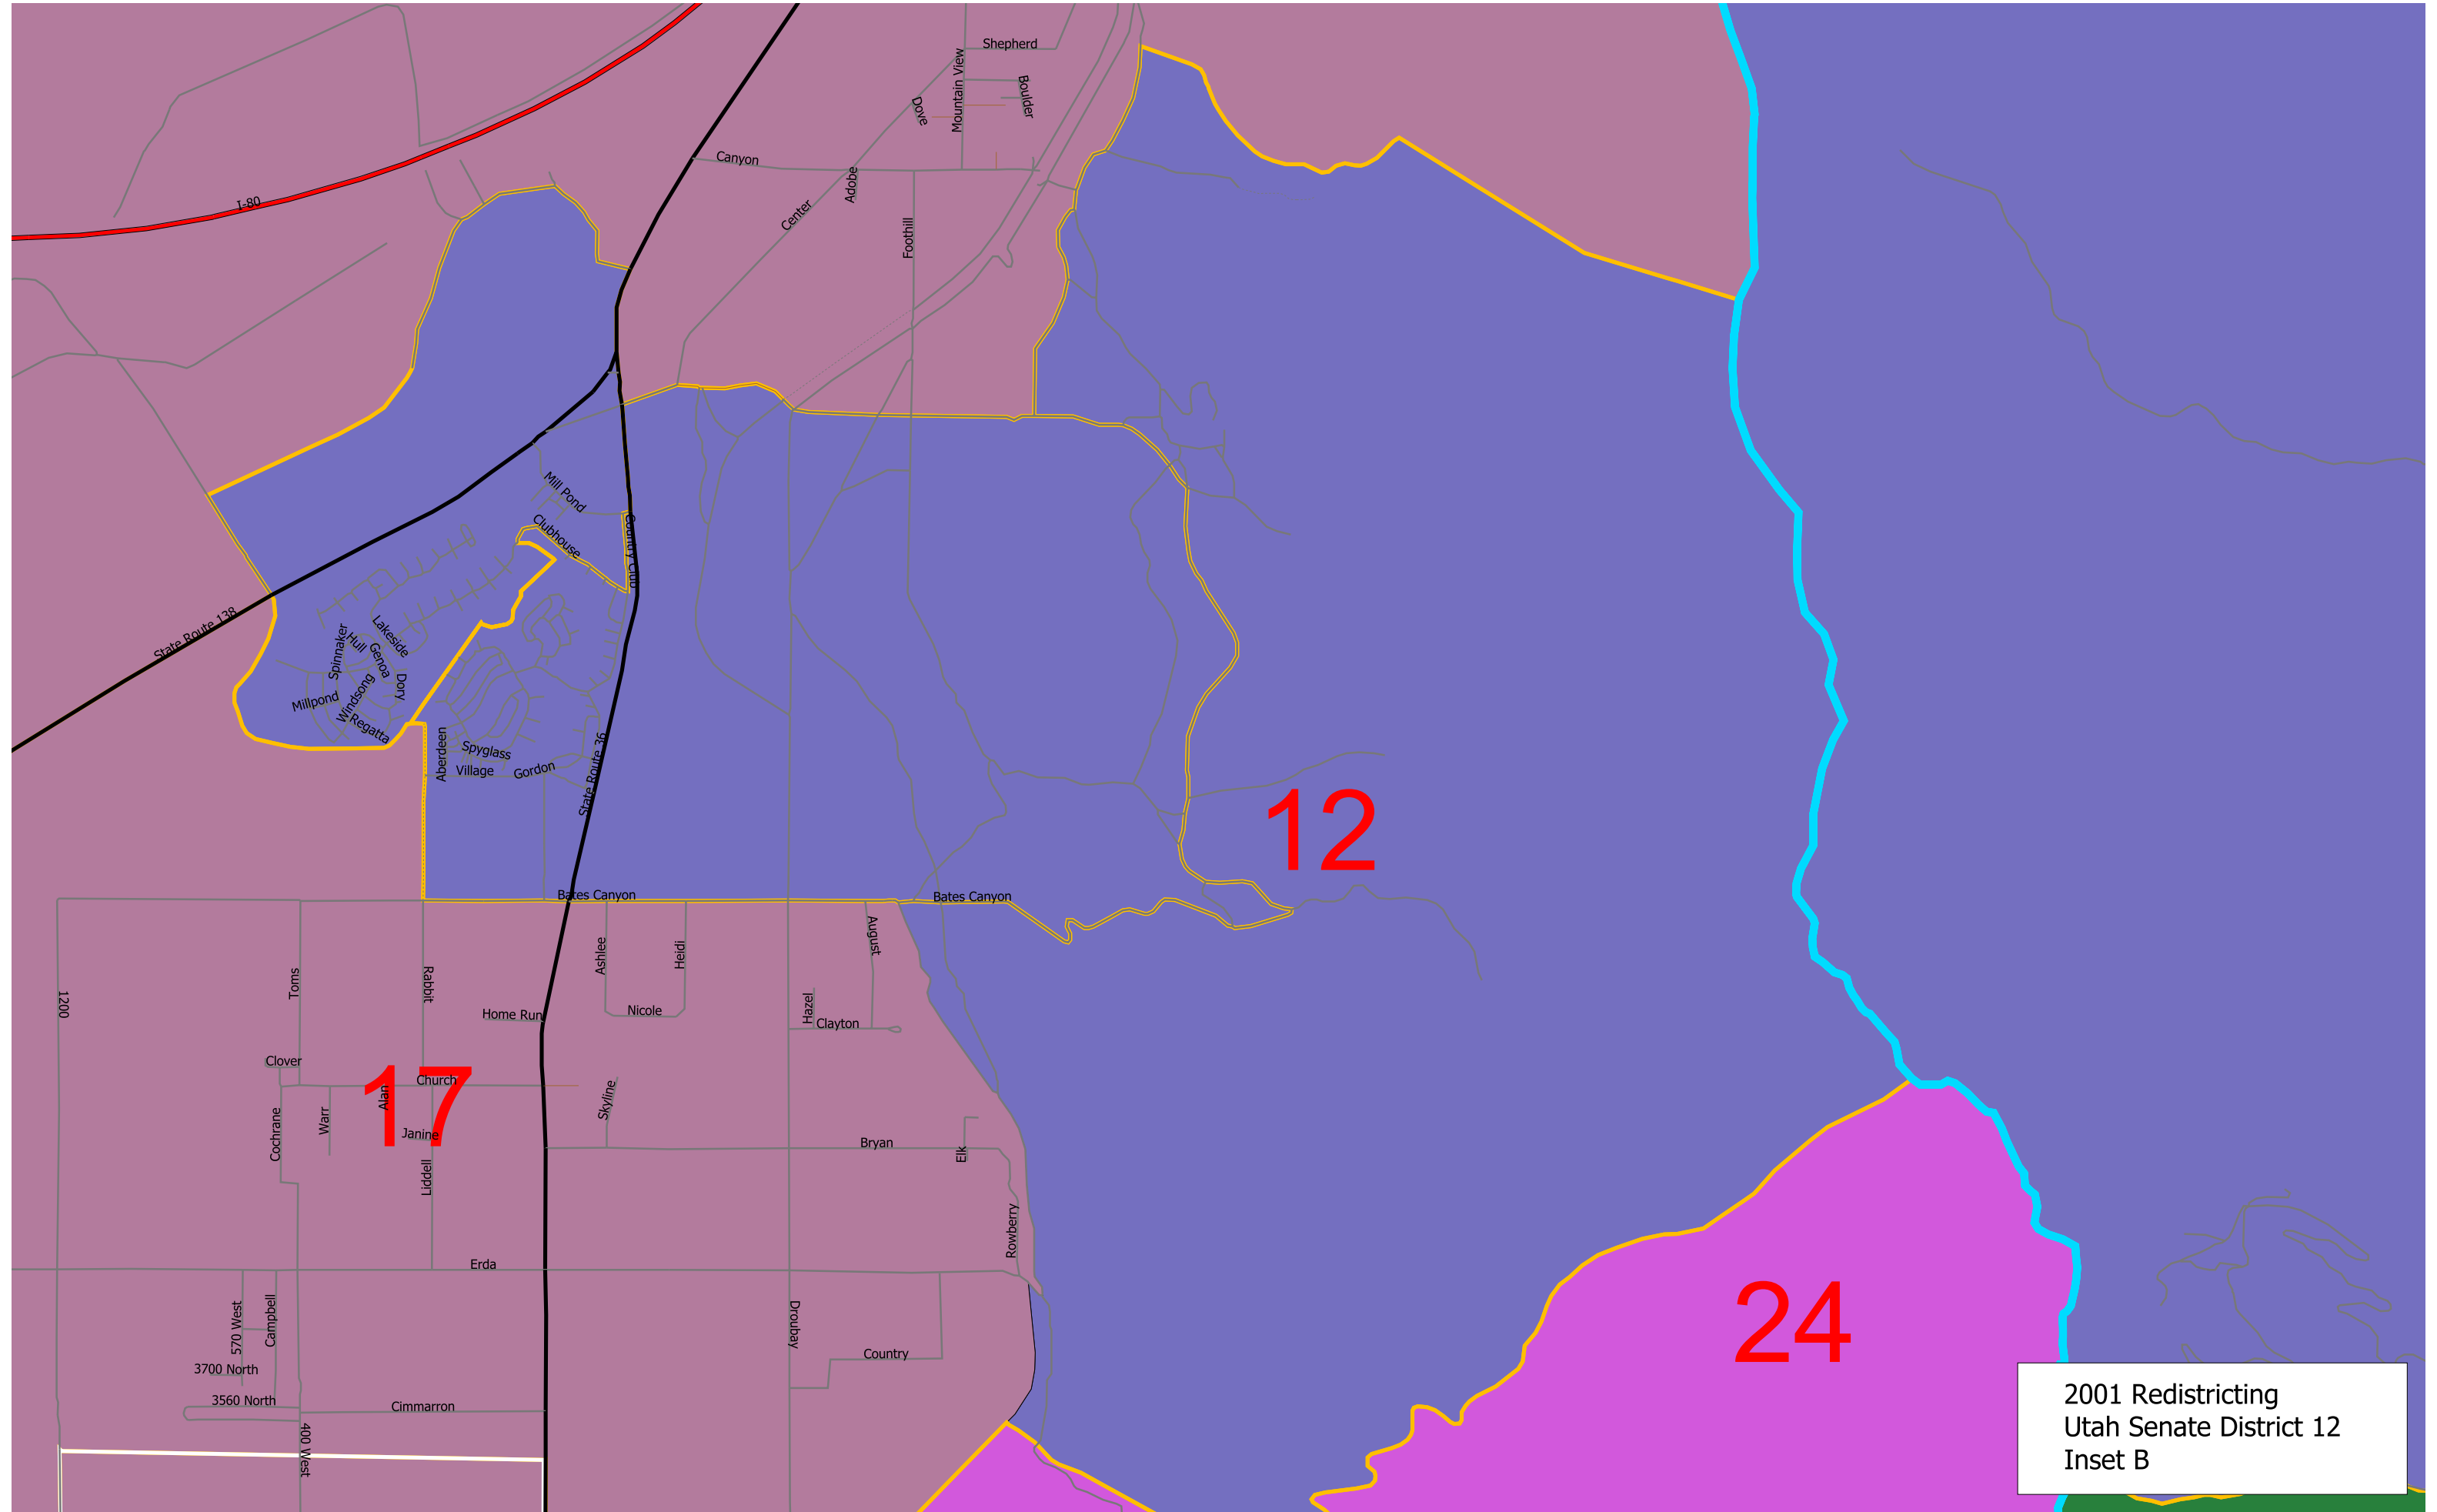 Shepherd
Mountain View
Boulder
Dove
Canyon
Adobe
Center
Foothill
I-80
Mill Pond
Clubhouse
Country Club
State Route 138
Lakeside
Hull
Spinnaker
Genoa
Dory
Windsong
Millpond
Regatta
Aberdeen
Spyglass
Village
Gordon
State Route 36
12
Bates Canyon
Bates Canyon
August
Ashlee
Heidi
Toms
Rabbit
1200
Home Run
Nicole
Hazel
Clayton
Clover
Church
17
Alan
Skyline
Cochrane
Warr
Janine
Bryan
Elk
Liddell
Rowberry
Erda
24
570 West
Campbell
Droubay
Country
3700 North
3560 North
Cimmarron
400 West
2001 Redistricting
Utah Senate District 12
Inset B